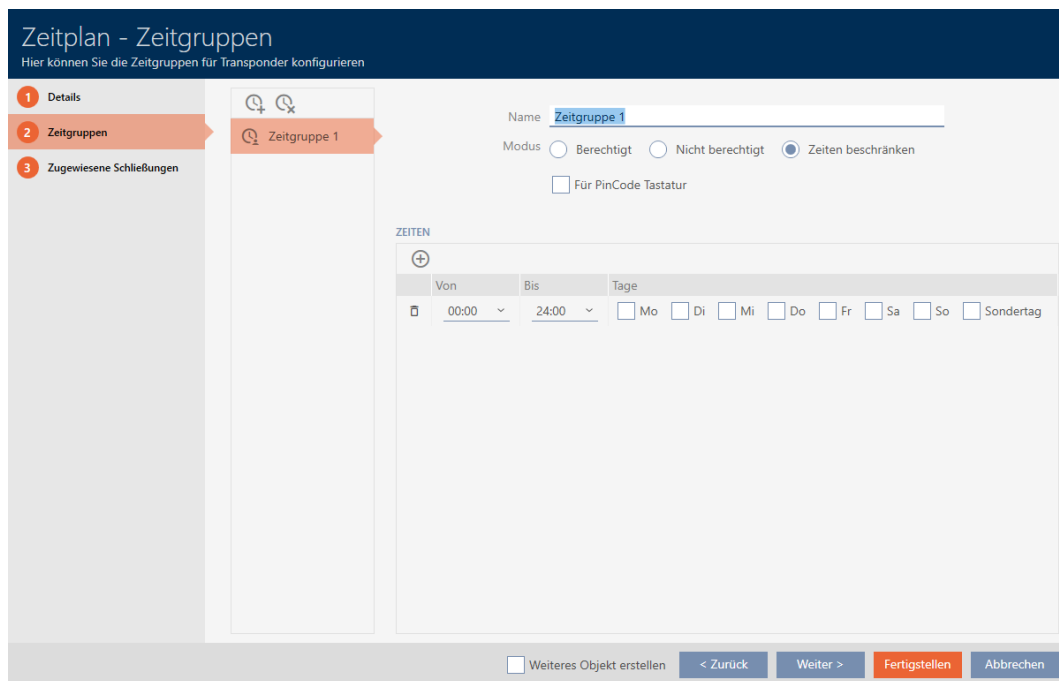 Zeitplan - Zeitgruppen
Hier können Sie die Zeitgruppen für Transponder konfigurieren
1 Details
2 Zeitgruppen
3 Zugewiesene Schließungen
Zeitgruppe 1
Name Zeitgruppe 1
Modus Berechtigt Nicht berechtigt Zeiten beschränken
Für PinCode Tastatur
ZEITEN
Von Bis Tage
00:00 24:00 Mo Di Mi Do Fr Sa So Sondertag
Weiteres Objekt erstellen < Zurück Weiter > Fertigstellen Abbrechen